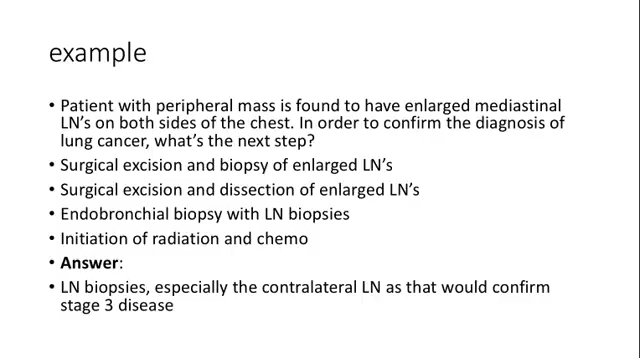 example
• Patient with peripheral mass is found to have enlarged mediastinal
LN’s on both sides of the chest. In order to confirm the diagnosis of
lung cancer, what’s the next step?
• Surgical excision and biopsy of enlarged LN’s
• Surgical excision and dissection of enlarged LN’s
• Endobronchial biopsy with LN biopsies
• Initiation of radiation and chemo
• Answer:
• LN biopsies, especially the contralateral LN as that would confirm
stage 3 disease